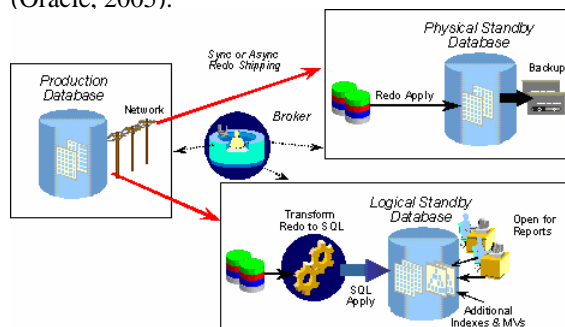 (Oracle, 2005).
Physical Standby
Database
Sync or Async
Redo Shipping
Backup
Production
Database
Network
Redo Apply
Broker
Logical Standby
Database
Transform
Redo to SQL
Open for
Reports
SQL
Apply
Additional
Indexes & MVs